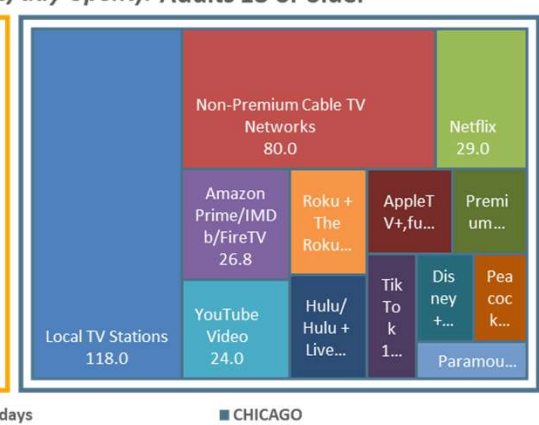 Adults 18 or older
Local TV Stations
118.0
Non-Premium Cable TV
Networks
80.0
Netflix
29.0
Amazon
Prime/IMD
b/FireTV
26.8
YouTube
Video
24.0
Roku +
The
Roku...
Hulu/
Hulu +
Live...
AppleT
V+,fu...
Premi
um...
Tik
To
k
1...
Dis
ney
+...
Pea
coc
k...
Paramou...
days
CHICAGO